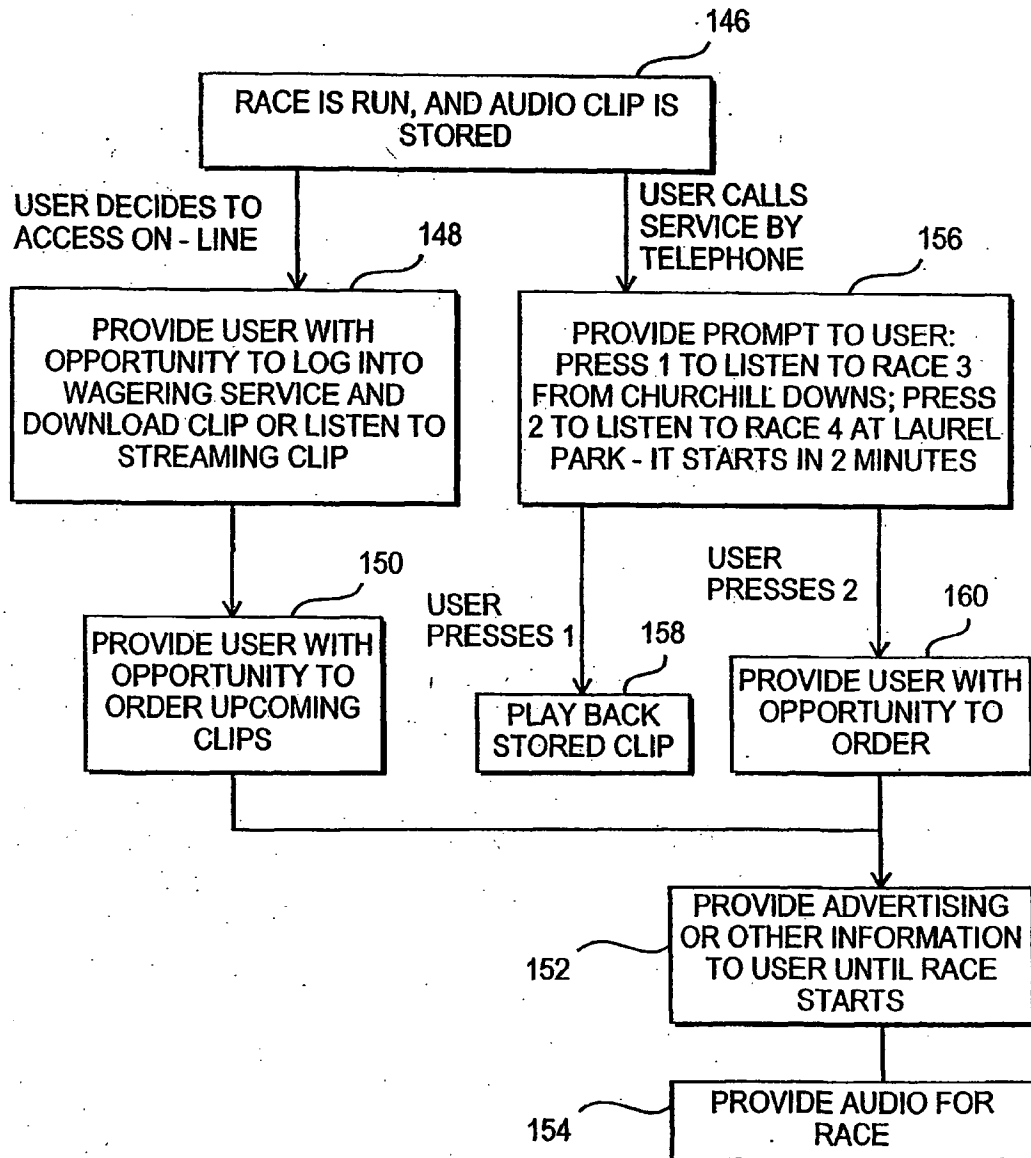 146
RACE IS RUN, AND AUDIO CLIP IS
STORED
USER DECIDES TO
ACCESS ON - LINE
148
USER CALLS
SERVICE BY
TELEPHONE
156
PROVIDE USER WITH
OPPORTUNITY TO LOG INTO
WAGERING SERVICE AND
DOWNLOAD CLIP OR LISTEN TO
STREAMING CLIP
PROVIDE PROMPT TO USER:
PRESS 1 TO LISTEN TO RACE 3
FROM CHURCHILL DOWNS; PRESS
2 TO LISTEN TO RACE 4 AT LAUREL
PARK - IT STARTS IN 2 MINUTES
150
PROVIDE USER WITH
OPPORTUNITY TO
ORDER UPCOMING
CLIPS
USER
PRESSES 1
158
PLAY BACK
STORED CLIP
USER
PRESSES 2
160
PROVIDE USER WITH
OPPORTUNITY TO
ORDER
152
PROVIDE ADVERTISING
OR OTHER INFORMATION
TO USER UNTIL RACE
STARTS
154
PROVIDE AUDIO FOR
RACE